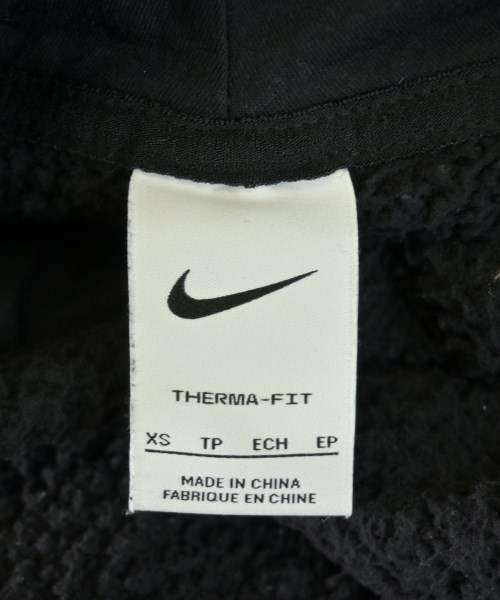 THERMA-FIT
XS TP ECH EP
MADE IN CHINA
FABRIQUE EN CHINE